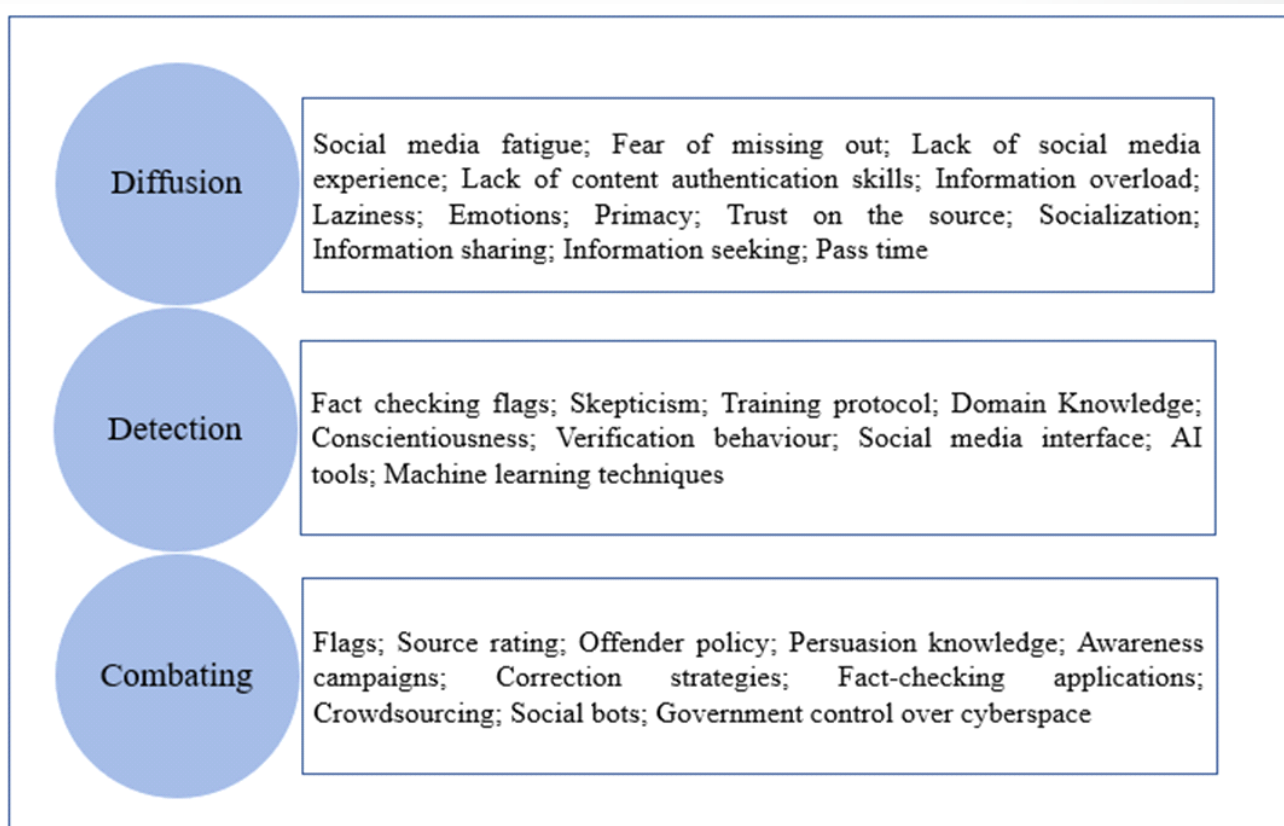 Diffusion
Social media fatigue; Fear of missing out; Lack of social media
experience; Lack of content authentication skills; Information overload;
Laziness; Emotions; Primacy; Trust on the source; Socialization;
Information sharing; Information seeking; Pass time
Detection
Fact checking flags; Skepticism; Training protocol; Domain Knowledge;
Conscientiousness; Verification behaviour; Social media interface; AI
tools; Machine learning techniques
Combating
Flags; Source rating; Offender policy; Persuasion knowledge; Awareness
campaigns; Correction strategies; Fact-checking applications;
Crowdsourcing; Social bots; Government control over cyberspace